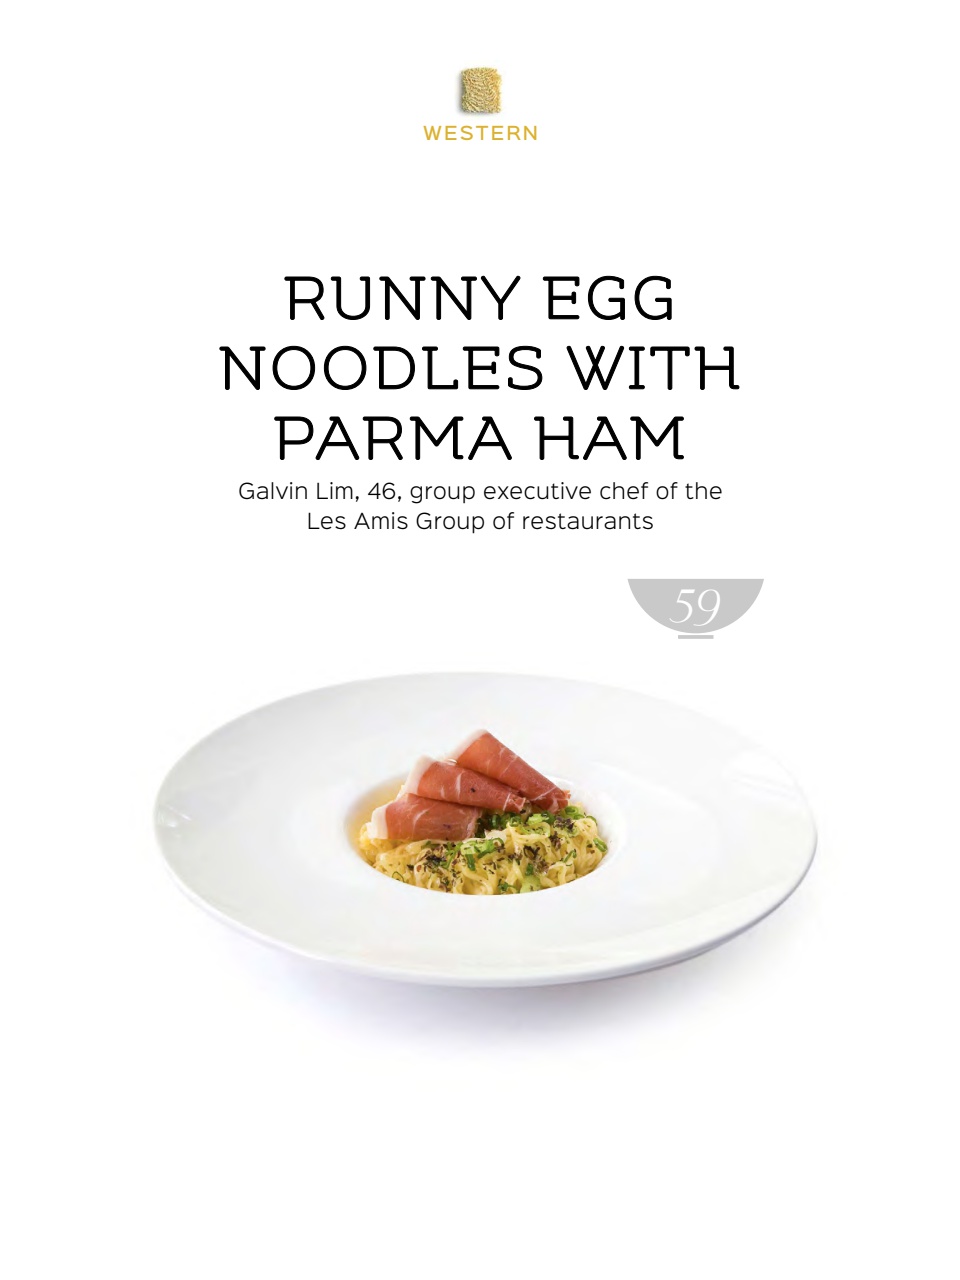 WESTERN
RUNNY EGG
NOODLES WITH
PARMA HAM
Galvin Lim, 46, group executive chef of the
Les Amis Group of restaurants
59